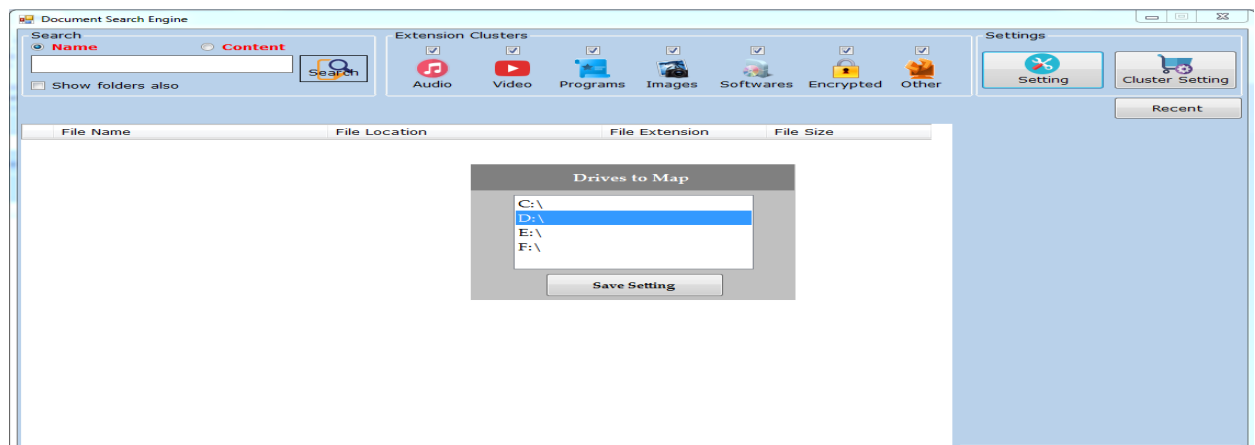 Document Search Engine
Search
Name Content
Search
Show folders also
Extension Clusters
Audio Video Programs Images Softwares Encrypted Other
Settings
Setting Cluster Setting
Recent
File Name File Location File Extension File Size
Drives to Map
C:\
D:\
E:\
F:\
Save Setting